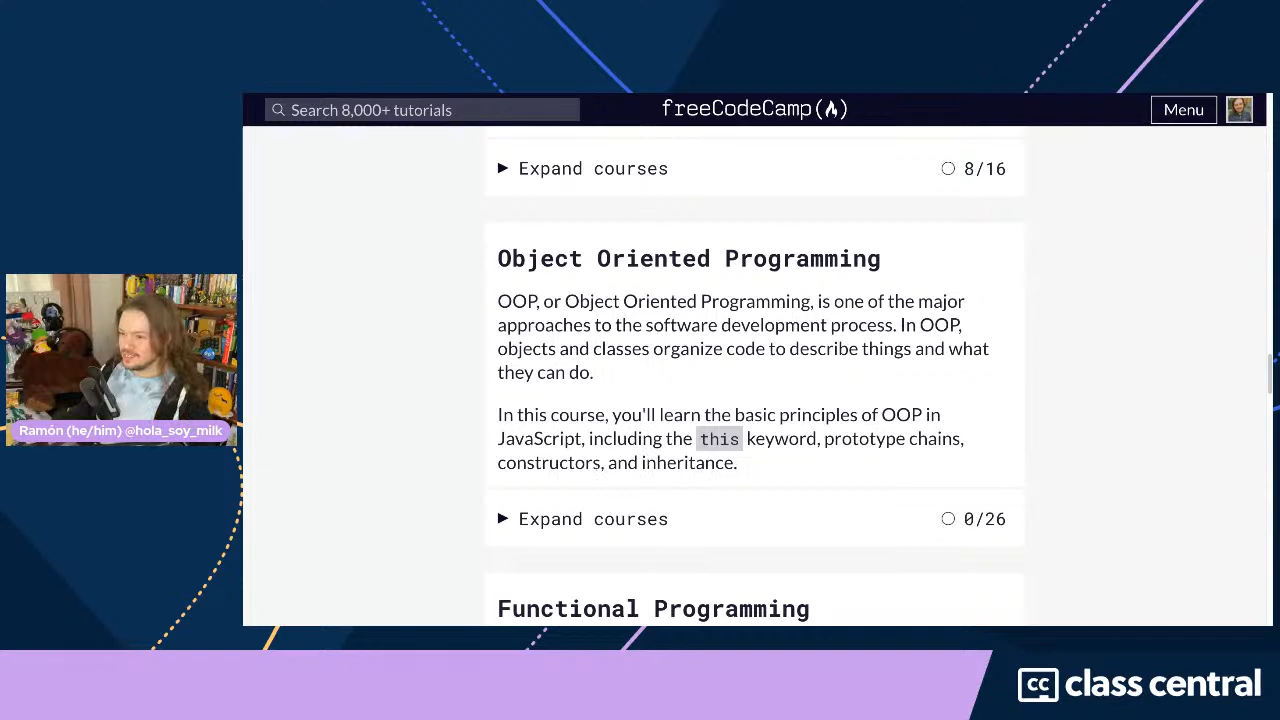 Search 8,000+ tutorials
freeCodeCamp
Menu
▶ Expand courses
8/16
Object Oriented Programming
OOP, or Object Oriented Programming, is one of the major
approaches to the software development process. In OOP,
objects and classes organize code to describe things and what
they can do.
In this course, you'll learn the basic principles of OOP in
JavaScript, including the this keyword, prototype chains,
constructors, and inheritance.
▶ Expand courses
0/26
Functional Programming
Ramón (he/him) @hola_soy_milk
cc class central